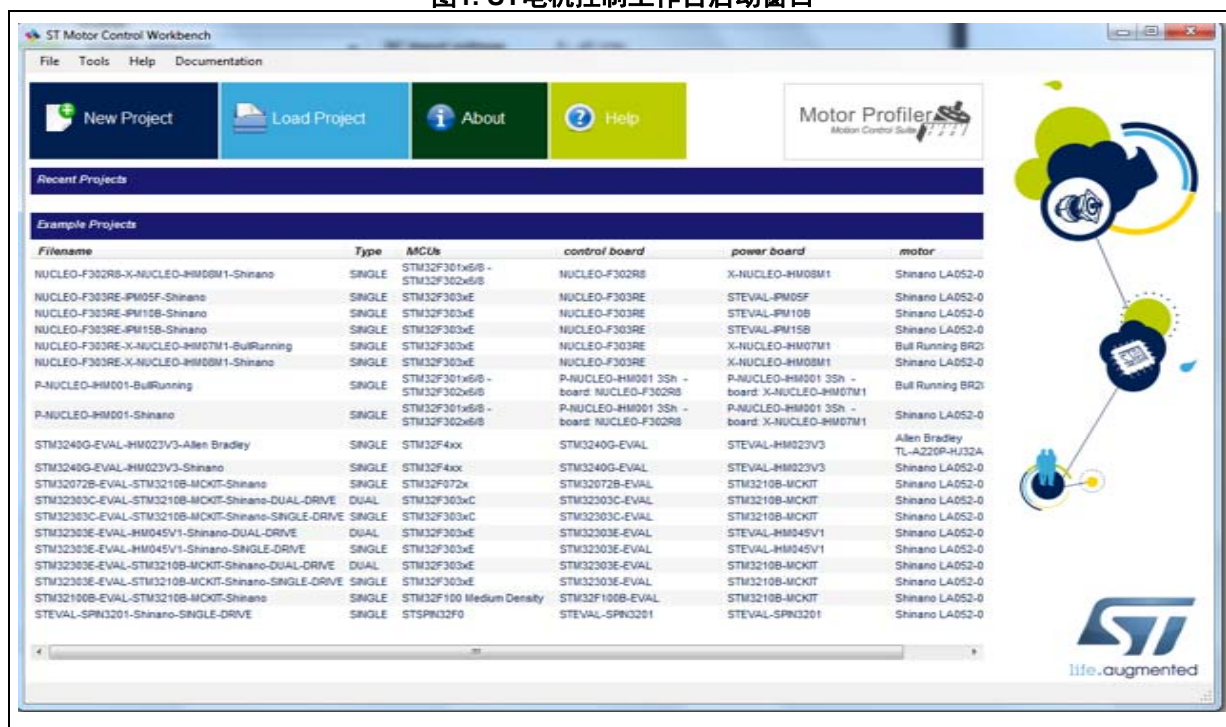 图1. ST电机控制工作台启动窗口
ST Motor Control Workbench
File Tools Help Documentation
New Project Load Project About Help Motor Profiler
Motion Control Suite
Recent Projects
Example Projects
Filename Type MCUs control board power board motor
NUCLEO-F302R8-X-NUCLEO-IHM08M1-Shinano SINGLE STM32F301x6/8 - STM32F302x6/8 NUCLEO-F302R8 X-NUCLEO-IHM08M1 Shinano LA052-0
NUCLEO-F303RE-IPM05F-Shinano SINGLE STM32F303xE NUCLEO-F303RE STEVAL-IPM05F Shinano LA052-0
NUCLEO-F303RE-IPM10B-Shinano SINGLE STM32F303xE NUCLEO-F303RE STEVAL-IPM10B Shinano LA052-0
NUCLEO-F303RE-IPM15B-Shinano SINGLE STM32F303xE NUCLEO-F303RE STEVAL-IPM15B Shinano LA052-0
NUCLEO-F303RE-X-NUCLEO-IHM07M1-BullRunning SINGLE STM32F303xE NUCLEO-F303RE X-NUCLEO-IHM07M1 Bull Running BR2
NUCLEO-F303RE-X-NUCLEO-IHM08M1-Shinano SINGLE STM32F303xE NUCLEO-F303RE X-NUCLEO-IHM08M1 Shinano LA052-0
P-NUCLEO-IHM001-BullRunning SINGLE STM32F301x6/8 - STM32F302x6/8 P-NUCLEO-IHM001 3Sh - board: NUCLEO-F302R8 P-NUCLEO-IHM001 3Sh - board: X-NUCLEO-IHM07M1 Bull Running BR2
P-NUCLEO-IHM001-Shinano SINGLE STM32F301x6/8 - STM32F302x6/8 P-NUCLEO-IHM001 3Sh - board: NUCLEO-F302R8 P-NUCLEO-IHM001 3Sh - board: X-NUCLEO-IHM07M1 Shinano LA052-0
STM3240G-EVAL-IHM023V3-Allen Bradley SINGLE STM32F4xx STM3240G-EVAL STEVAL-IHM023V3 Allen Bradley TL-A220P-HJ32A
STM3240G-EVAL-IHM023V3-Shinano SINGLE STM32F4xx STM3240G-EVAL STEVAL-IHM023V3 Shinano LA052-0
STM32072B-EVAL-STM3210B-MCKIT-Shinano SINGLE STM32F072x STM32072B-EVAL STM3210B-MCKIT Shinano LA052-0
STM32303C-EVAL-STM3210B-MCKIT-Shinano-DUAL-DRIVE DUAL STM32F303xC STM32303C-EVAL STM3210B-MCKIT Shinano LA052-0
STM32303C-EVAL-STM3210B-MCKIT-Shinano-SINGLE-DRIVE SINGLE STM32F303xC STM32303C-EVAL STM3210B-MCKIT Shinano LA052-0
STM32303E-EVAL-IHM045V1-Shinano-DUAL-DRIVE DUAL STM32F303xE STM32303E-EVAL STEVAL-IHM045V1 Shinano LA052-0
STM32303E-EVAL-IHM045V1-Shinano-SINGLE-DRIVE SINGLE STM32F303xE STM32303E-EVAL STEVAL-IHM045V1 Shinano LA052-0
STM32303E-EVAL-STM3210B-MCKIT-Shinano-DUAL-DRIVE DUAL STM32F303xE STM32303E-EVAL STM3210B-MCKIT Shinano LA052-0
STM32303E-EVAL-STM3210B-MCKIT-Shinano-SINGLE-DRIVE SINGLE STM32F303xE STM32303E-EVAL STM3210B-MCKIT Shinano LA052-0
STM32100B-EVAL-STM3210B-MCKIT-Shinano SINGLE STM32F100 Medium Density STM32F100B-EVAL STM3210B-MCKIT Shinano LA052-0
STEVAL-SPIN3201-Shinano-SINGLE-DRIVE SINGLE STSPIN32F0 STEVAL-SPIN3201 STEVAL-SPIN3201 Shinano LA052-0
ST
life.augmented